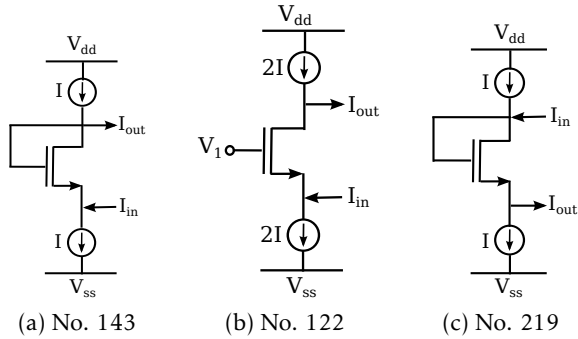 V_dd
I
I_out
I_in
I
V_ss
(a) No. 143
V_dd
2I
I_out
V_1
I_in
2I
V_ss
(b) No. 122
V_dd
I
I_in
I_out
I
V_ss
(c) No. 219